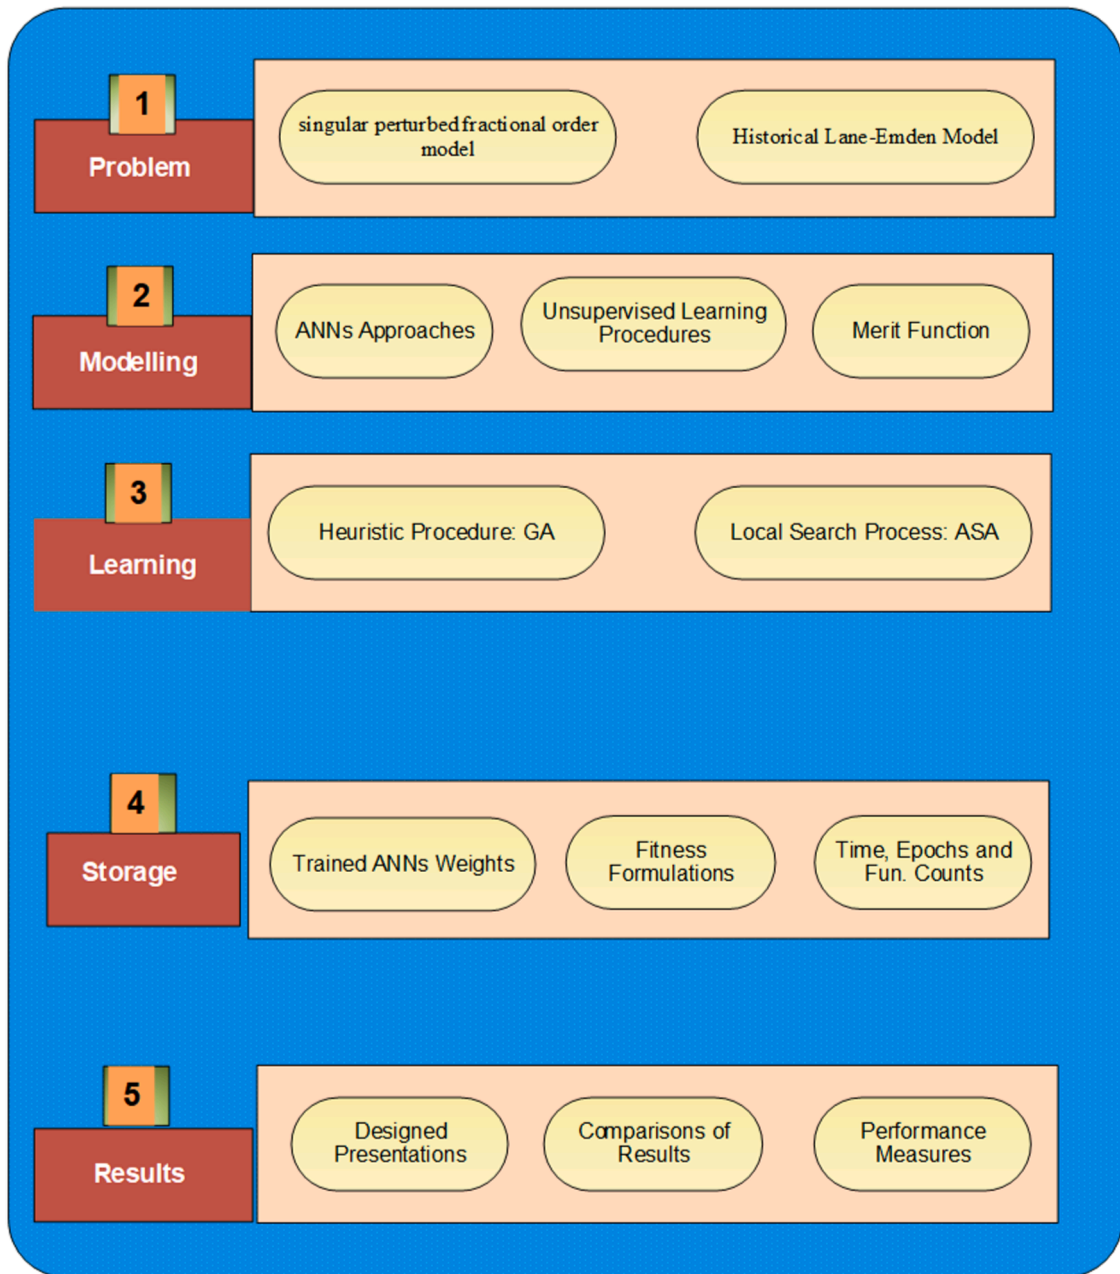 1
Problem
singular perturbed fractional order
model
Historical Lane-Emden Model
2
Modelling
ANNs Approaches
Unsupervised Learning
Procedures
Merit Function
3
Learning
Heuristic Procedure: GA
Local Search Process: ASA
4
Storage
Trained ANNs Weights
Fitness
Formulations
Time, Epochs and
Fun. Counts
5
Results
Designed
Presentations
Comparisons of
Results
Performance
Measures